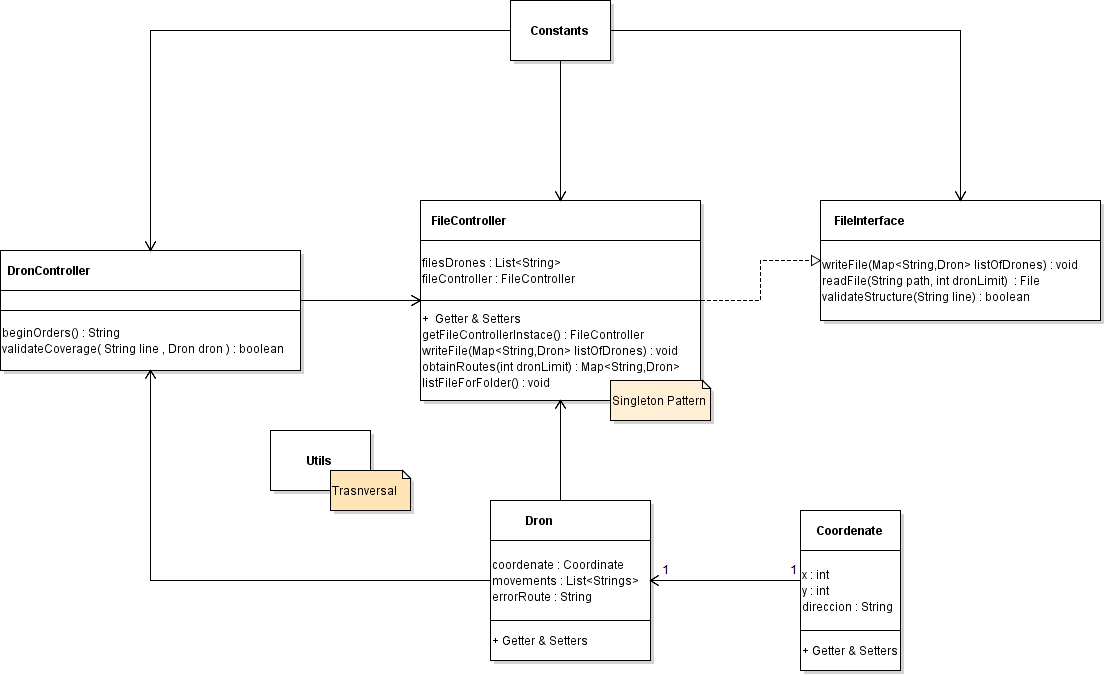 Constants
FileController
filesDrones : List<String>
fileController : FileController
+ Getter & Setters
getFileControllerInstace() : FileController
writeFile(Map<String,Dron> listOfDrones) : void
obtainRoutes(int dronLimit) : Map<String,Dron>
listFileForFolder() : void
Singleton Pattern
FileInterface
writeFile(Map<String,Dron> listOfDrones) : void
readFile(String path, int dronLimit) : File
validateStructure(String line) : boolean
DronController
beginOrders() : String
validateCoverage( String line , Dron dron ) : boolean
Utils
Trasnversal
Dron
coordenate : Coordinate
movements : List<Strings>
errorRoute : String
+ Getter & Setters
1
1
Coordenate
x : int
y : int
direccion : String
+ Getter & Setters